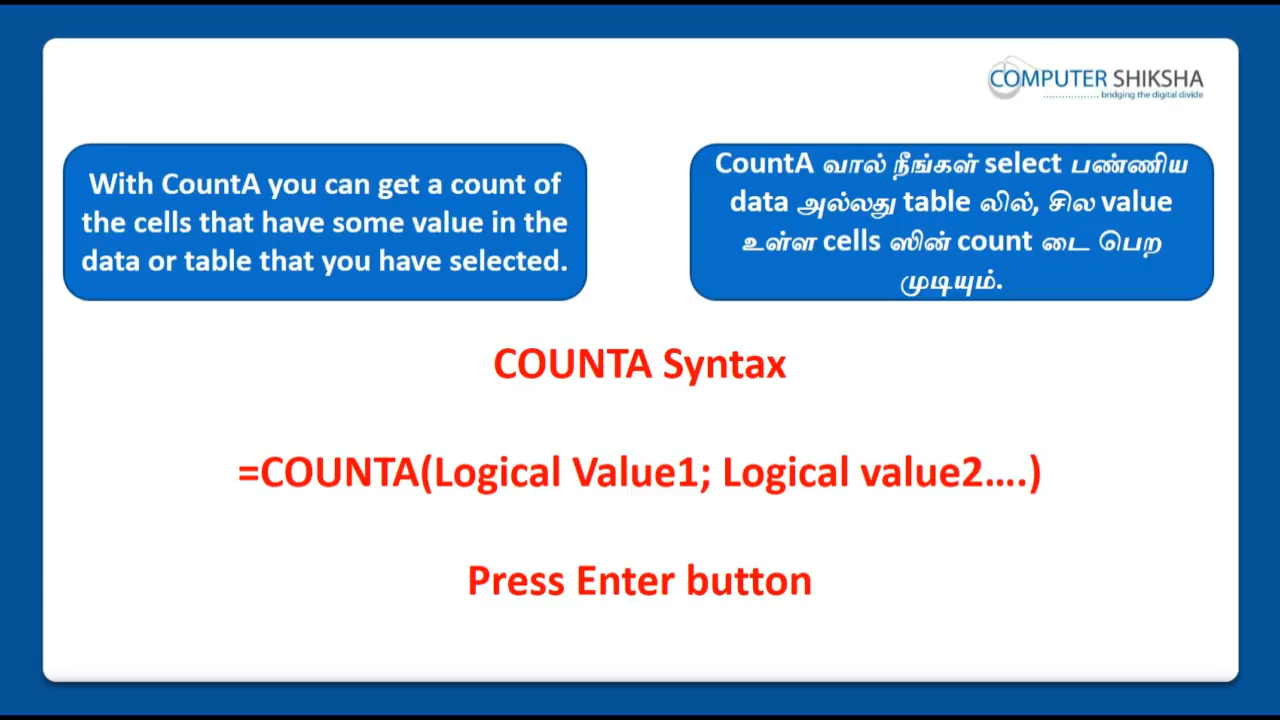 COMPUTER SHIKSHA
bridging the digital divide
With CountA you can get a count of
the cells that have some value in the
data or table that you have selected.
CountA வால் நீங்கள் select பண்ணிய
data அல்லது table லில், சில value
உள்ள cells ஸின் count டை பெற
முடியும்.
COUNTA Syntax
=COUNTA(Logical Value1; Logical value2....)
Press Enter button